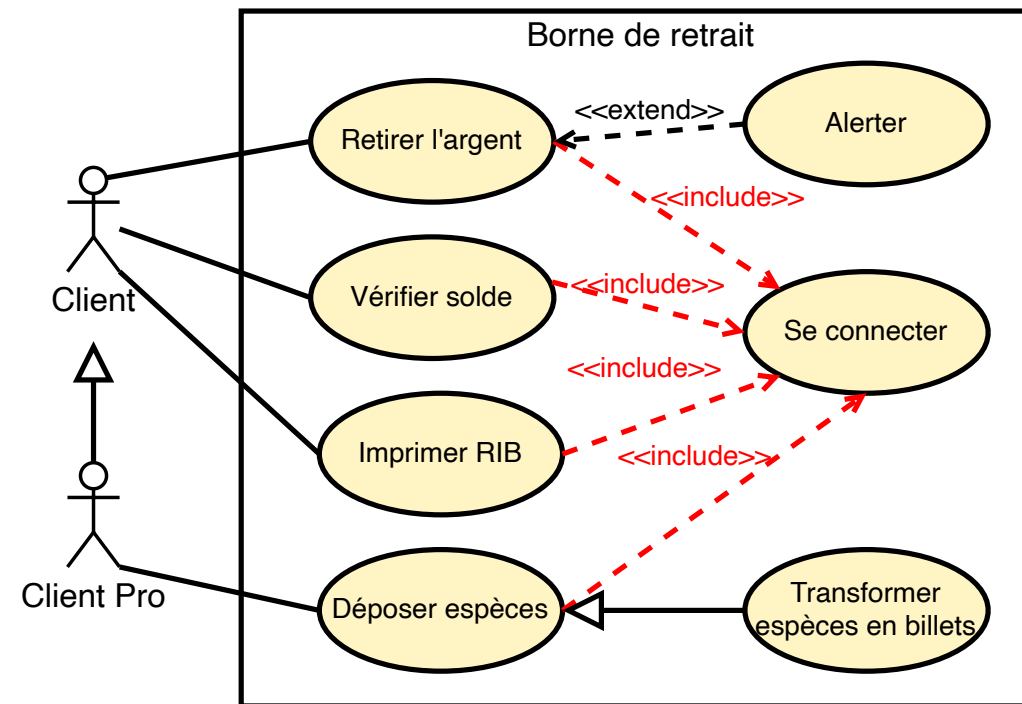 Borne de retrait
Retirer l'argent
<<extend>>
Alerter
<<include>>
Client
Vérifier solde
<<include>>
Se connecter
<<include>>
Imprimer RIB
<<include>>
Client Pro
Déposer espèces
Transformer
espèces en billets